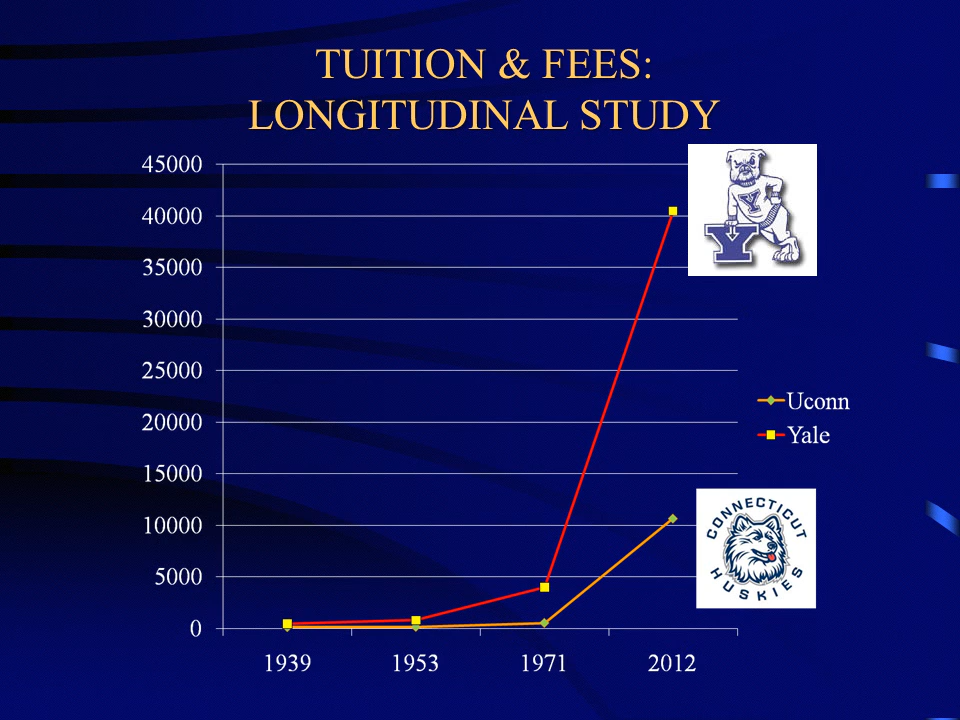 TUITION & FEES:
LONGITUDINAL STUDY
45000
40000
35000
30000
25000
20000
15000
10000
5000
0
1939
1953
1971
2012
Uconn
Yale
Y
Y
CONNECTICUT
HUSKIES